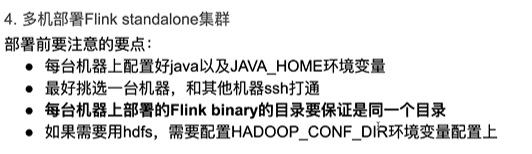 4. 多机部署Flink standalone集群
部署前要注意的要点：
● 每台机器上配置好java以及JAVA_HOME环境变量
● 最好挑选一台机器，和其他机器ssh打通
● 每台机器上部署的Flink binary的目录要保证是同一个目录
● 如果需要用hdfs，需要配置HADOOP_CONF_DIR环境变量配置上